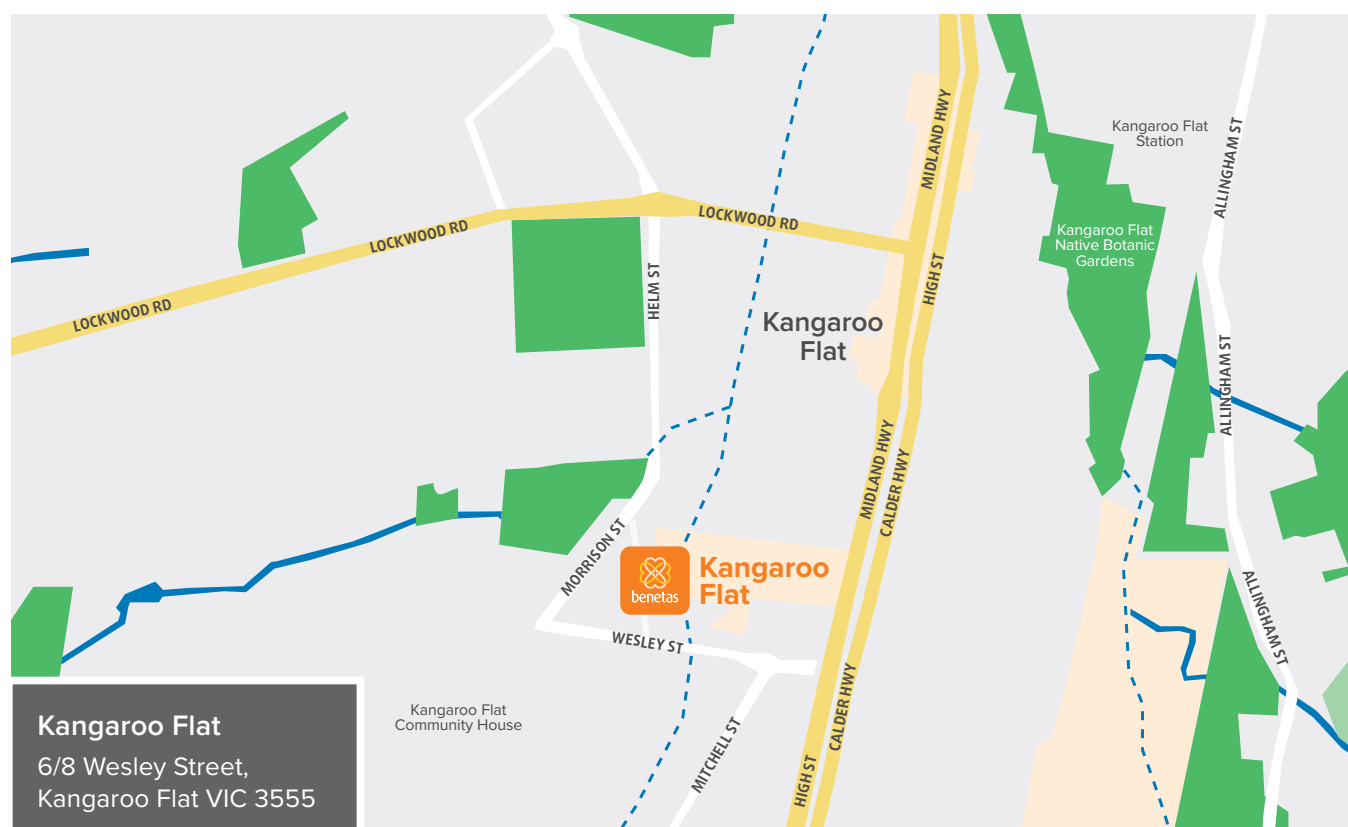 MIDLAND HWY
Kangaroo Flat
Station
ALLINGHAM ST
LOCKWOOD RD
LOCKWOOD RD
LOCKWOOD RD
HELM ST
HIGH ST
Kangaroo Flat
Native Botanic
Gardens
Kangaroo
Flat
ALLINGHAM ST
MIDLAND HWY
CALDER HWY
MORRISON ST
benetas
Kangaroo
Flat
WESLEY ST
ALLINGHAM ST
Kangaroo Flat
Community House
MITCHELL ST
CALDER HWY
HIGH ST
Kangaroo Flat
6/8 Wesley Street,
Kangaroo Flat VIC 3555